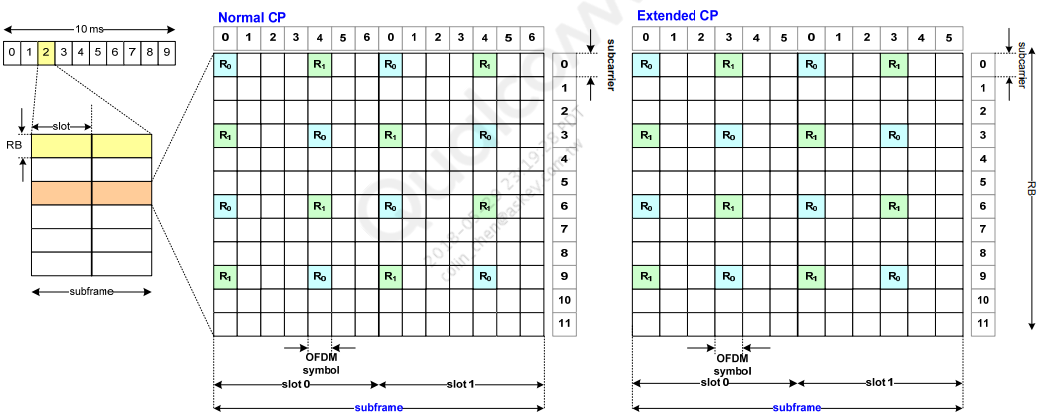 10 ms
0 1 2 3 4 5 6 7 8 9
slot
RB
subframe
Normal CP
0 1 2 3 4 5 6 0 1 2 3 4 5 6
R0 R1 R0 R1
R1 R0 R1 R0
R0 R1 R0 R1
R1 R0 R1 R0
0
1
2
3
4
5
6
7
8
9
10
11
subcarrier
OFDM
symbol
slot 0
slot 1
subframe
Extended CP
0 1 2 3 4 5 0 1 2 3 4 5
R0 R1 R0 R1
R1 R0 R1 R0
R0 R1 R0 R1
R1 R0 R1 R0
0
1
2
3
4
5
6
7
8
9
10
11
subcarrier
RB
OFDM
symbol
slot 0
slot 1
subframe